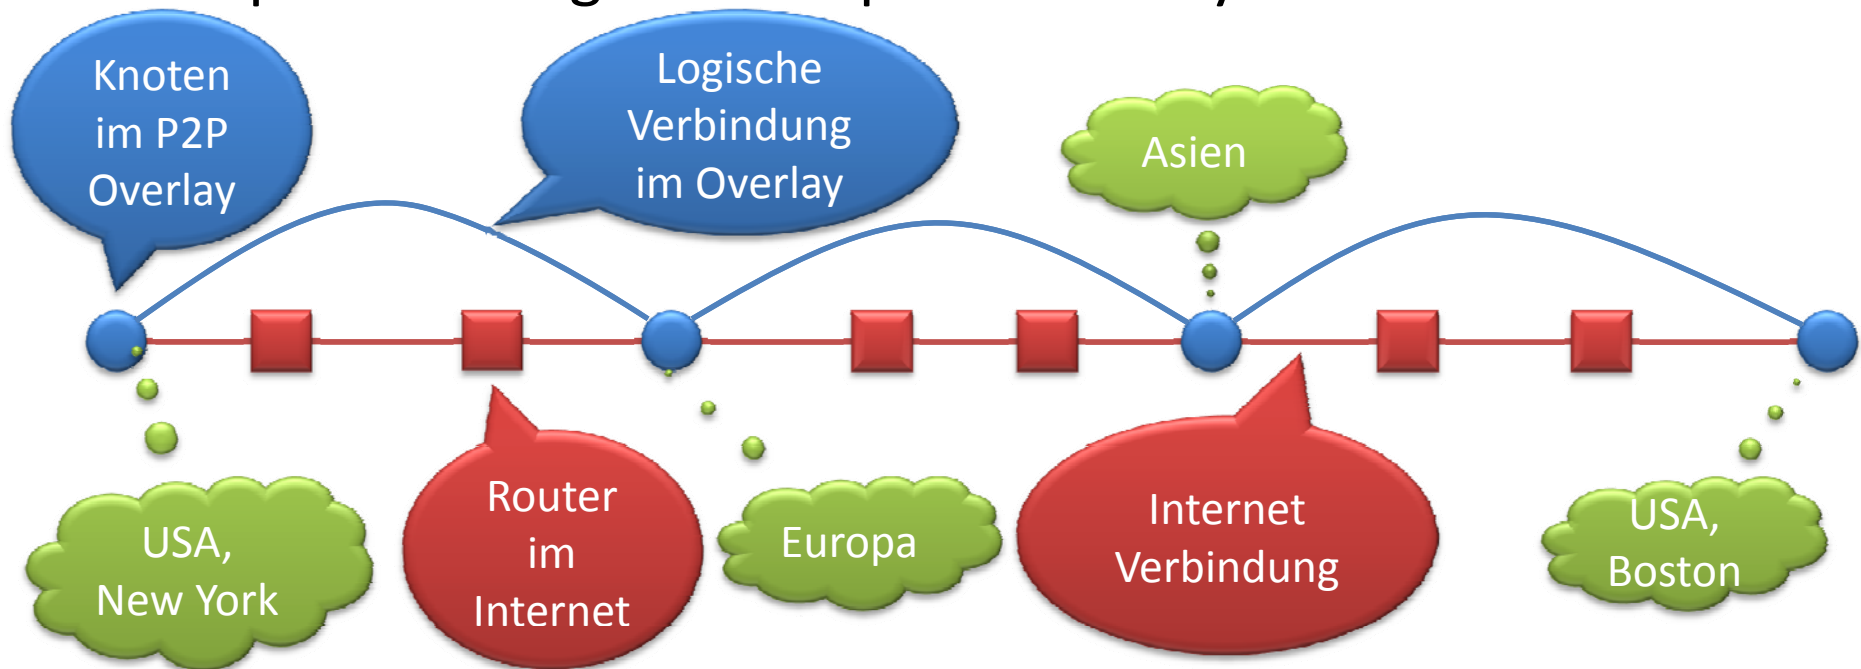 Knoten
im P2P
Overlay
Logische
Verbindung
im Overlay
Asien
USA,
New York
Router
im
Internet
Europa
Internet
Verbindung
USA,
Boston